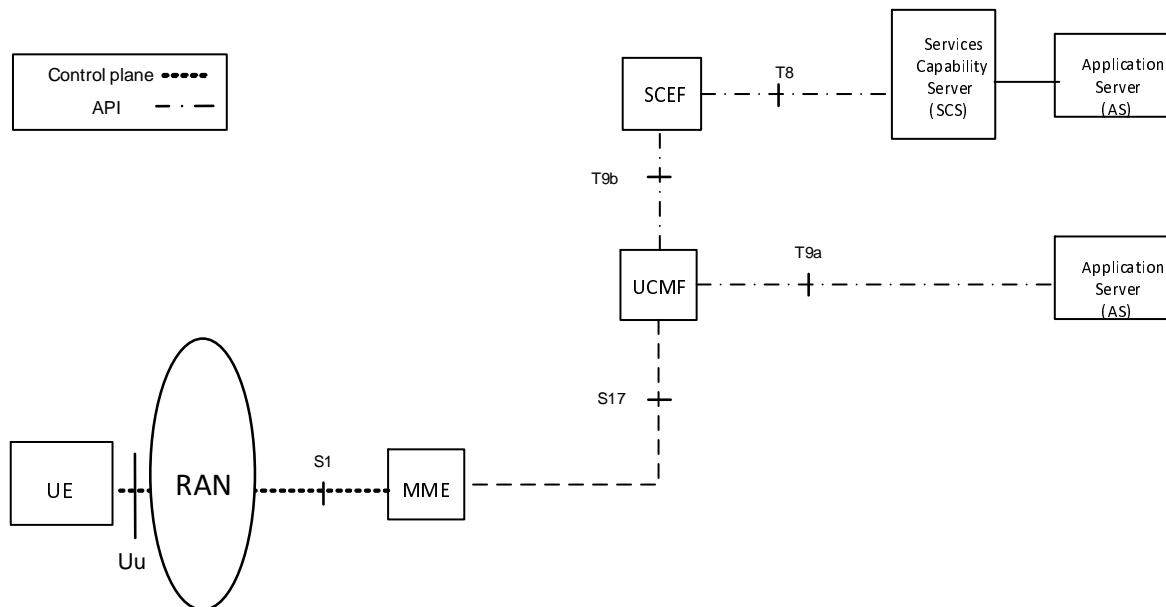 Control plane
API
SCEF
T8
Services
Capability
Server
(SCS)
Application
Server
(AS)
T9b
UCMF
T9a
Application
Server
(AS)
S17
UE
Uu
RAN
S1
MME